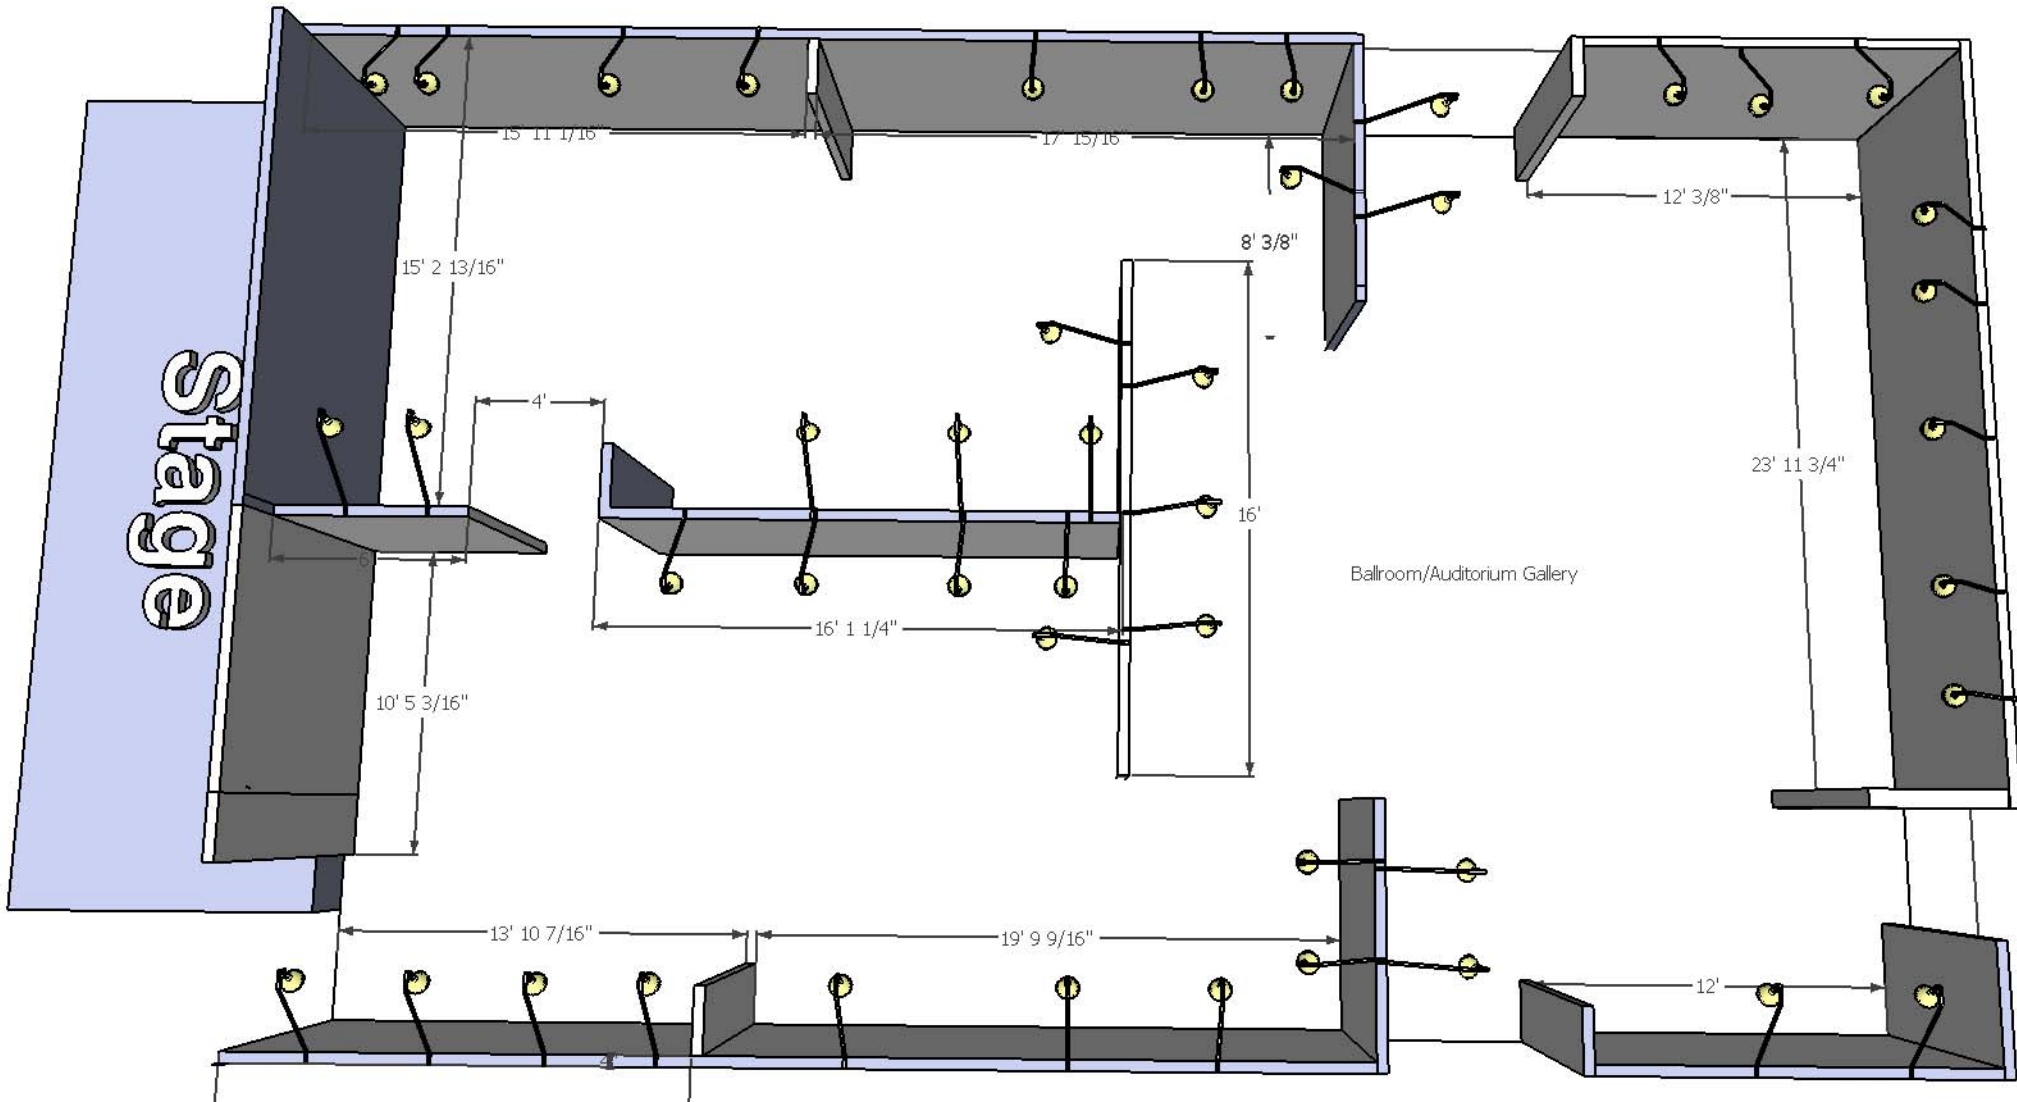 15' 11 1/16"
17' 15/16"
12' 3/8"
8' 3/8"
15' 2 13/16"
4'
23' 11 3/4"
16'
Stage
6'
Ballroom/Auditorium Gallery
16' 1 1/4"
10' 5 3/16"
13' 10 7/16"
19' 9 9/16"
12'
4'